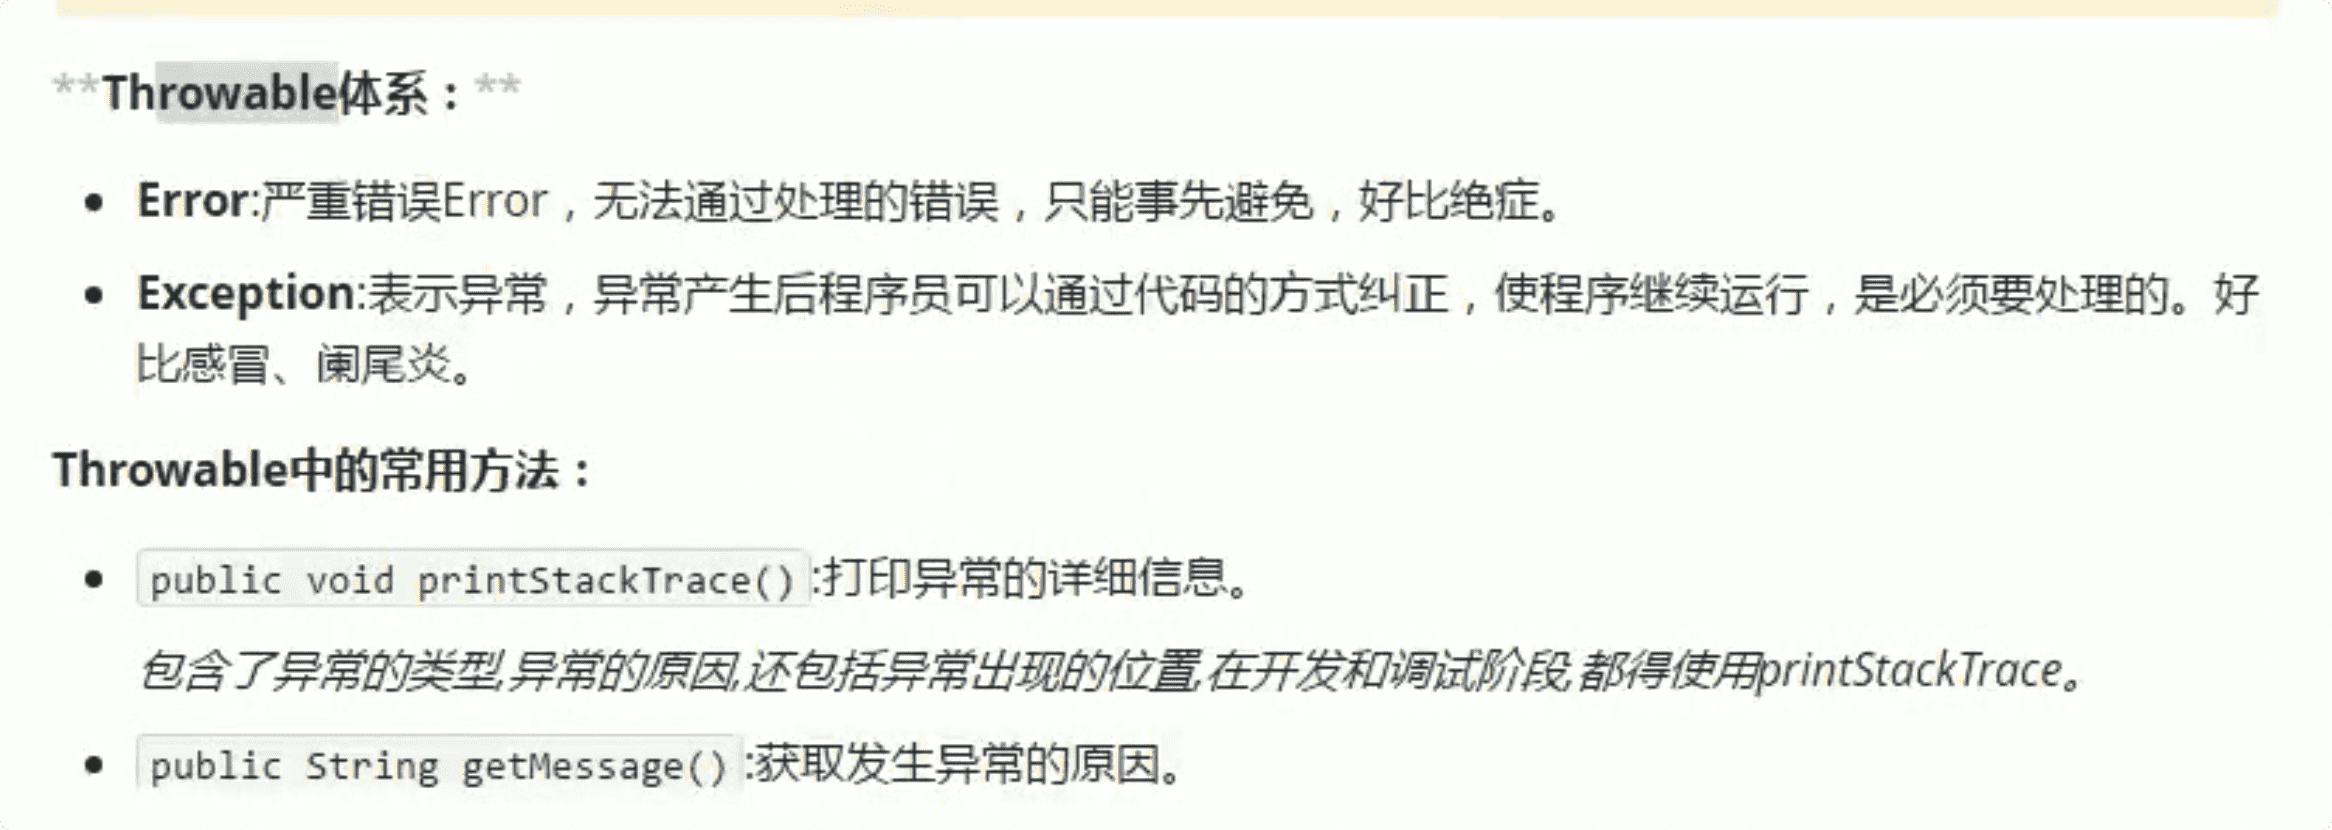 **Throwable体系：**
Error:严重错误Error，无法通过处理的错误，只能事先避免，好比绝症。
Exception:表示异常，异常产生后程序员可以通过代码的方式纠正，使程序继续运行，是必须要处理的。好
比感冒、阑尾炎。
Throwable中的常用方法：
public void printStackTrace() :打印异常的详细信息。
包含了异常的类型,异常的原因,还包括异常出现的位置,在开发和调试阶段,都得使用printStackTrace。
public String getMessage() :获取发生异常的原因。